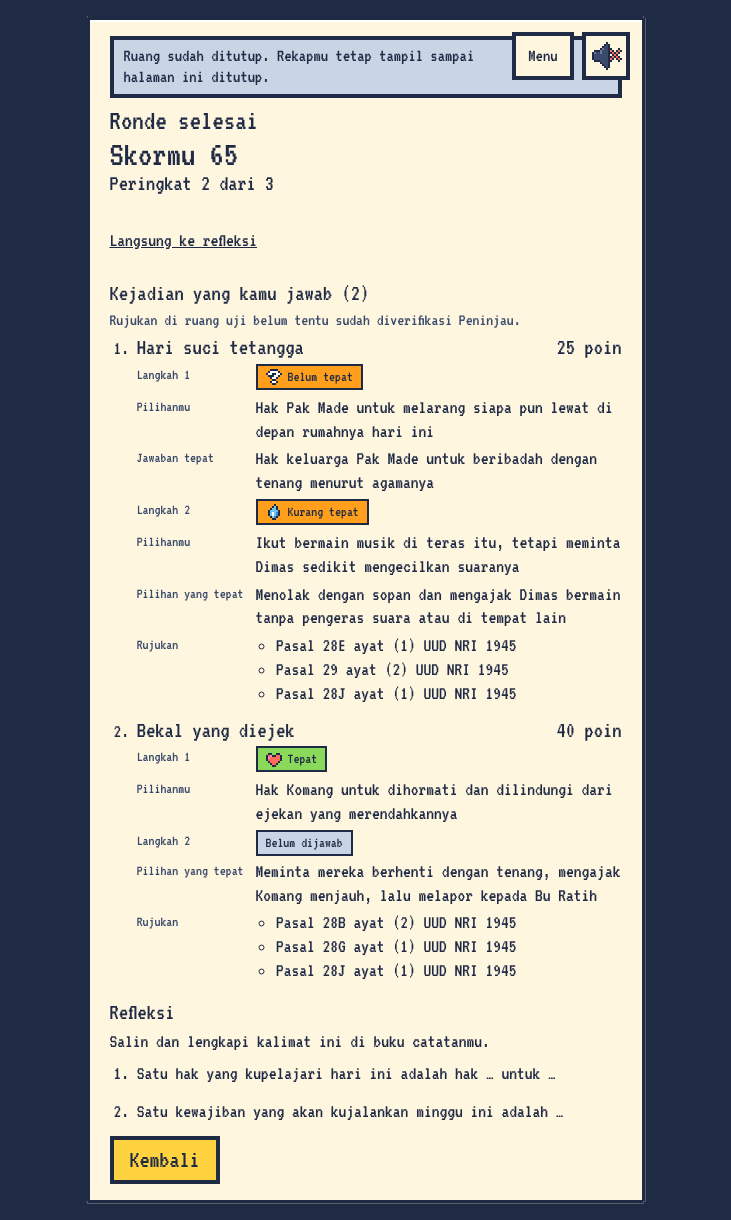 Ruang sudah ditutup. Rekapmu tetap tampil sampai
halaman ini ditutup.
Menu
Ronde selesai
Skormu 65
Peringkat 2 dari 3
Langsung ke refleksi
Kejadian yang kamu jawab (2)
Rujukan di ruang uji belum tentu sudah diverifikasi Peninjau.
1. Hari suci tetangga 25 poin
Langkah 1 Belum tepat
Pilihanmu Hak Pak Made untuk melarang siapa pun lewat di
depan rumahnya hari ini
Jawaban tepat Hak keluarga Pak Made untuk beribadah dengan
tenang menurut agamanya
Langkah 2 Kurang tepat
Pilihanmu Ikut bermain musik di teras itu, tetapi meminta
Dimas sedikit mengecilkan suaranya
Pilihan yang tepat Menolak dengan sopan dan mengajak Dimas bermain
tanpa pengeras suara atau di tempat lain
Rujukan Pasal 28E ayat (1) UUD NRI 1945
Pasal 29 ayat (2) UUD NRI 1945
Pasal 28J ayat (1) UUD NRI 1945
2. Bekal yang diejek 40 poin
Langkah 1 Tepat
Pilihanmu Hak Komang untuk dihormati dan dilindungi dari
ejekan yang merendahkannya
Langkah 2 Belum dijawab
Pilihan yang tepat Meminta mereka berhenti dengan tenang, mengajak
Komang menjauh, lalu melapor kepada Bu Ratih
Rujukan Pasal 28B ayat (2) UUD NRI 1945
Pasal 28G ayat (1) UUD NRI 1945
Pasal 28J ayat (1) UUD NRI 1945
Refleksi
Salin dan lengkapi kalimat ini di buku catatanmu.
1. Satu hak yang kupelajari hari ini adalah hak … untuk …
2. Satu kewajiban yang akan kujalankan minggu ini adalah …
Kembali